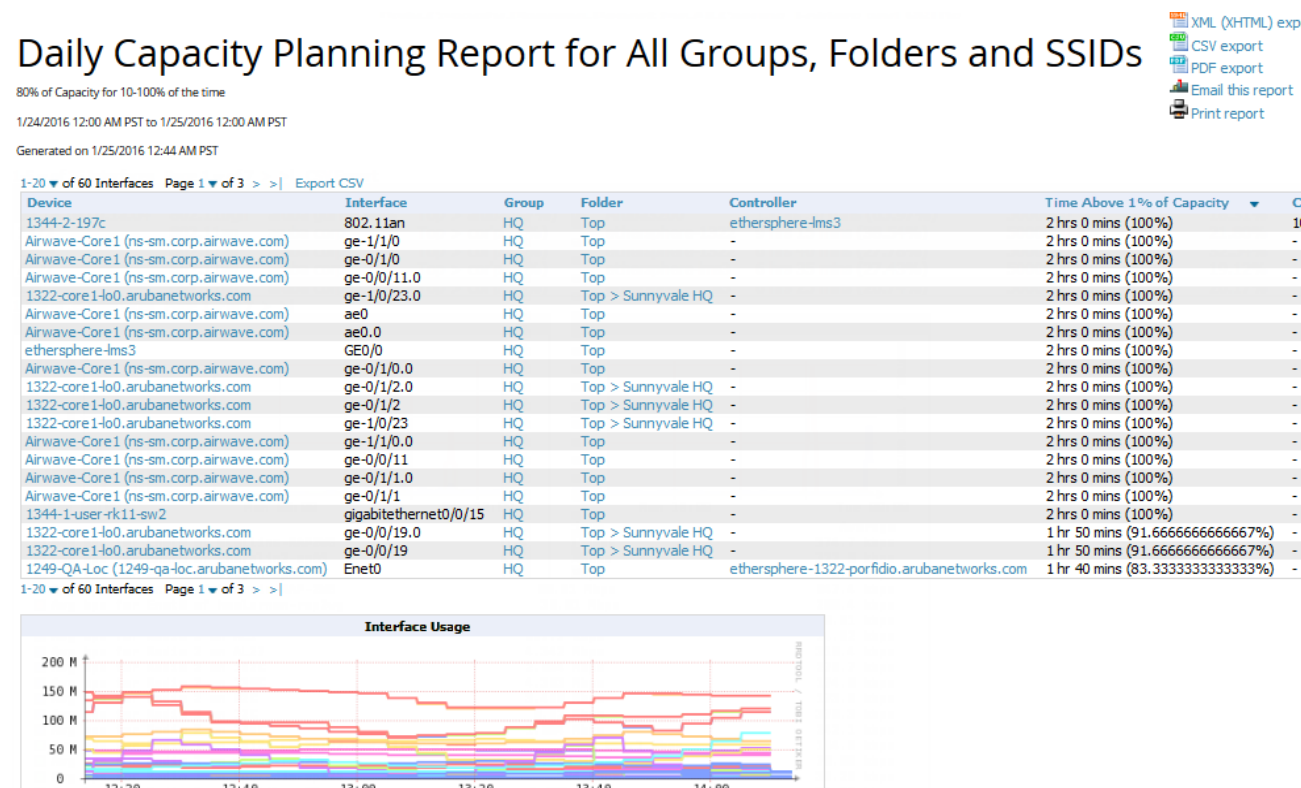 XML (XHTML) exp
Daily Capacity Planning Report for All Groups, Folders and SSIDs
CSV export
PDF export
80% of Capacity for 10-100% of the time
Email this report
1/24/2016 12:00 AM PST to 1/25/2016 12:00 AM PST
Print report
Generated on 1/25/2016 12:44 AM PST
1-20 of 60 Interfaces Page 1 of 3 > >| Export CSV
Device Interface Group Folder Controller Time Above 1% of Capacity C
1344-2-197c 802.11an HQ Top ethersphere-lms3 2 hrs 0 mins (100%) 10
Airwave-Core1 (ns-sm.corp.airwave.com) ge-1/1/0 HQ Top - 2 hrs 0 mins (100%) -
Airwave-Core1 (ns-sm.corp.airwave.com) ge-0/1/0 HQ Top - 2 hrs 0 mins (100%) -
Airwave-Core1 (ns-sm.corp.airwave.com) ge-0/0/11.0 HQ Top - 2 hrs 0 mins (100%) -
1322-core1-lo0.arubanetworks.com ge-1/0/23.0 HQ Top > Sunnyvale HQ - 2 hrs 0 mins (100%) -
Airwave-Core1 (ns-sm.corp.airwave.com) ae0 HQ Top - 2 hrs 0 mins (100%) -
Airwave-Core1 (ns-sm.corp.airwave.com) ae0.0 HQ Top - 2 hrs 0 mins (100%) -
ethersphere-lms3 GE0/0 HQ Top - 2 hrs 0 mins (100%) -
Airwave-Core1 (ns-sm.corp.airwave.com) ge-0/1/0.0 HQ Top - 2 hrs 0 mins (100%) -
1322-core1-lo0.arubanetworks.com ge-0/1/2.0 HQ Top > Sunnyvale HQ - 2 hrs 0 mins (100%) -
1322-core1-lo0.arubanetworks.com ge-0/1/2 HQ Top > Sunnyvale HQ - 2 hrs 0 mins (100%) -
1322-core1-lo0.arubanetworks.com ge-1/0/23 HQ Top > Sunnyvale HQ - 2 hrs 0 mins (100%) -
Airwave-Core1 (ns-sm.corp.airwave.com) ge-1/1/0.0 HQ Top - 2 hrs 0 mins (100%) -
Airwave-Core1 (ns-sm.corp.airwave.com) ge-0/0/11 HQ Top - 2 hrs 0 mins (100%) -
Airwave-Core1 (ns-sm.corp.airwave.com) ge-0/1/1.0 HQ Top - 2 hrs 0 mins (100%) -
Airwave-Core1 (ns-sm.corp.airwave.com) ge-0/1/1 HQ Top - 2 hrs 0 mins (100%) -
1344-1-user-rk11-sw2 gigabitethernet0/0/15 HQ Top - 2 hrs 0 mins (100%) -
1322-core1-lo0.arubanetworks.com ge-0/0/19.0 HQ Top > Sunnyvale HQ - 1 hr 50 mins (91.6666666666667%) -
1322-core1-lo0.arubanetworks.com ge-0/0/19 HQ Top > Sunnyvale HQ - 1 hr 50 mins (91.6666666666667%) -
1249-QA-Loc (1249-qa-loc.arubanetworks.com) Enet0 HQ Top ethersphere-1322-porfidio.arubanetworks.com 1 hr 40 mins (83.3333333333333%) -
1-20 of 60 Interfaces Page 1 of 3 > >|
Interface Usage
RRDTOOL / TOBI OETIKER
200 M
150 M
100 M
50 M
0
12:20 12:40 13:00 13:20 13:40 14:00